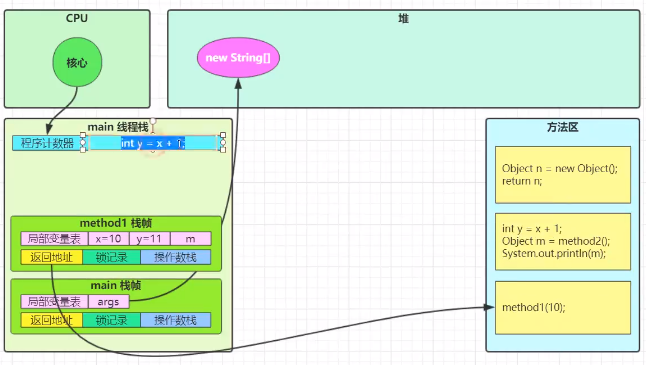 CPU
核心
堆
new String[]
main 线程栈
程序计数器
int y = x + 1;
method1 栈帧
局部变量表 x=10 y=11 m
返回地址 锁记录 操作数栈
main 栈帧
局部变量表 args
返回地址 锁记录 操作数栈
方法区
Object n = new Object();
return n;
int y = x + 1;
Object m = method2();
System.out.println(m);
method1(10);